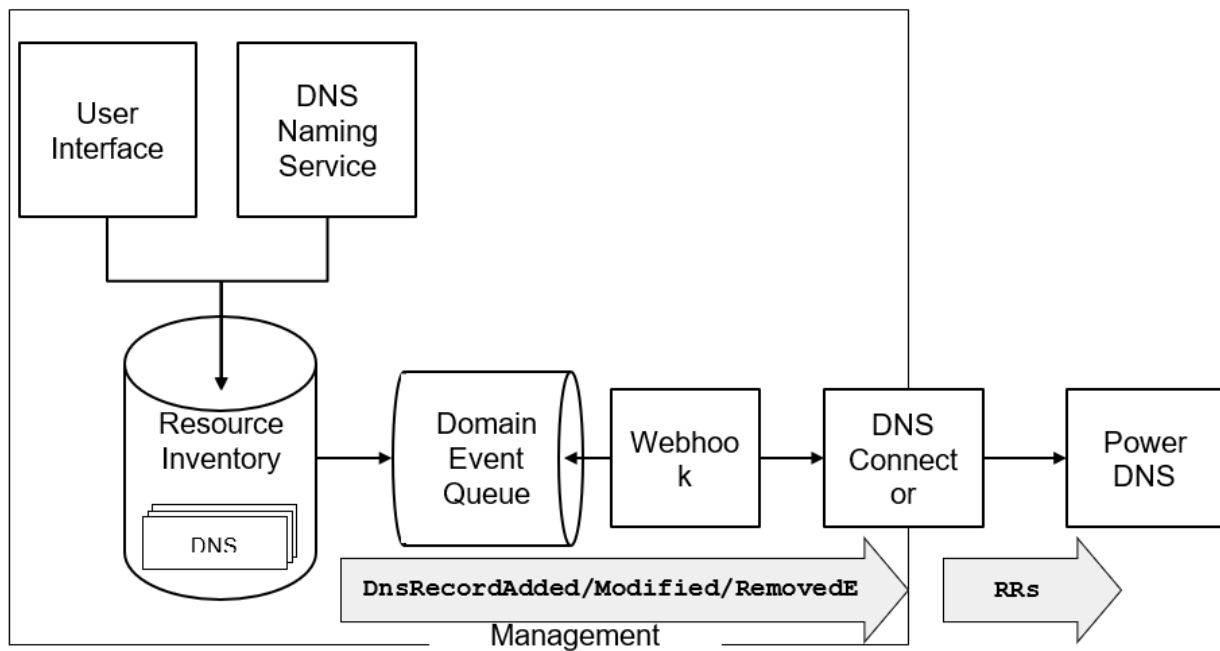 User
Interface
DNS
Naming
Service
Resource
Inventory
DNS
Domain
Event
Queue
Webhoo
k
DNS
Connect
or
Power
DNS
DnsRecordAdded/Modified/RemovedE
RRs
Management